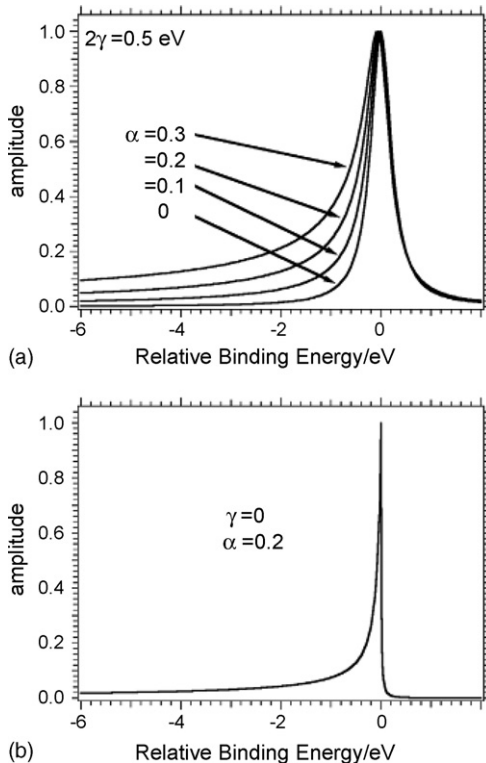 2γ=0.5 eV
α =0.3
=0.2
=0.1
0
amplitude
1.0
0.8
0.6
0.4
0.2
0.0
-6
-4
-2
0
(a)
Relative Binding Energy/eV
γ=0
α =0.2
amplitude
1.0
0.8
0.6
0.4
0.2
0.0
-6
-4
-2
0
(b)
Relative Binding Energy/eV